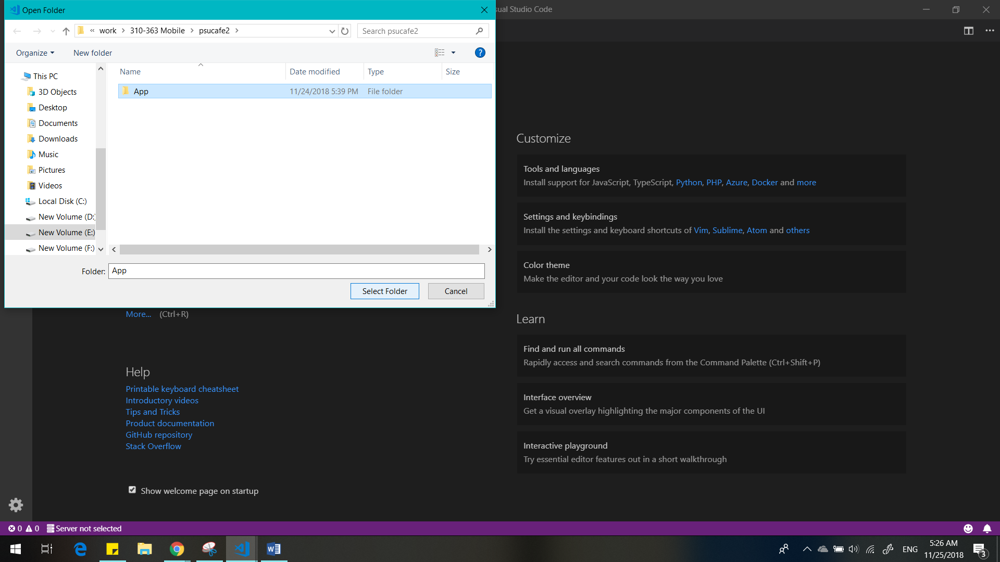 Open Folder
sual Studio Code
« work > 310-363 Mobile > psucafe2 >
Search psucafe2
Organize
New folder
?
Name
Date modified
Type
Size
App
11/24/2018 5:39 PM
File folder
This PC
3D Objects
Desktop
Documents
Downloads
Music
Pictures
Videos
Local Disk (C:)
New Volume (D:)
New Volume (E:)
New Volume (F:)
Folder:
App
Select Folder
Cancel
More... (Ctrl+R)
Help
Printable keyboard cheatsheet
Introductory videos
Tips and Tricks
Product documentation
GitHub repository
Stack Overflow
Show welcome page on startup
Customize
Tools and languages
Install support for JavaScript, TypeScript, Python, PHP, Azure, Docker and more
Settings and keybindings
Install the settings and keyboard shortcuts of Vim, Sublime, Atom and others
Color theme
Make the editor and your code look the way you love
Learn
Find and run all commands
Rapidly access and search commands from the Command Palette (Ctrl+Shift+P)
Interface overview
Get a visual overlay highlighting the major components of the UI
Interactive playground
Try essential editor features out in a short walkthrough
0 0 Server not selected
ENG
5:26 AM
11/25/2018
3